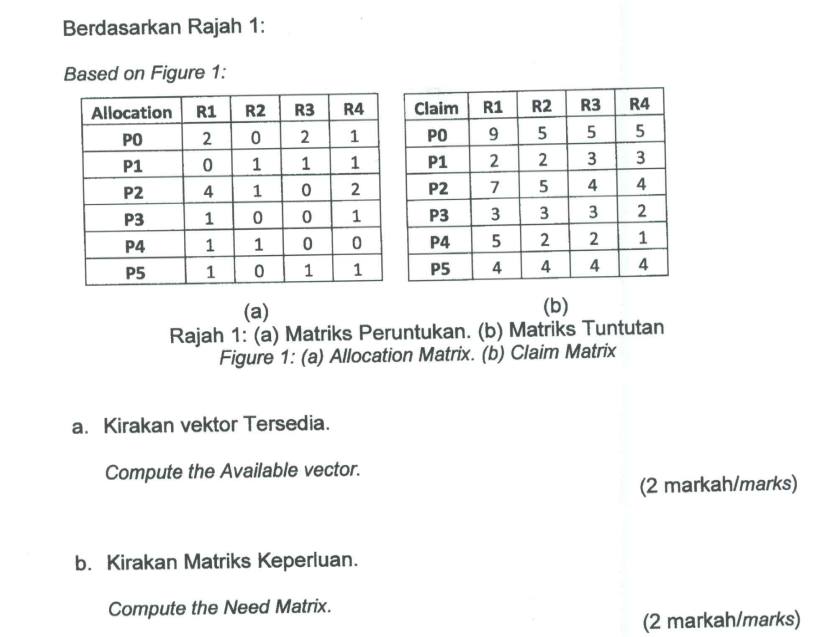 Berdasarkan Rajah 1:
Based on Figure 1:
Allocation R1 R2 R3 R4
P0 2 0 2 1
P1 0 1 1 1
P2 4 1 0 2
P3 1 0 0 1
P4 1 1 0 0
P5 1 0 1 1
Claim R1 R2 R3 R4
P0 9 5 5 5
P1 2 2 3 3
P2 7 5 4 4
P3 3 3 3 2
P4 5 2 2 1
P5 4 4 4 4
(a) (b)
Rajah 1: (a) Matriks Peruntukan. (b) Matriks Tuntutan
Figure 1: (a) Allocation Matrix. (b) Claim Matrix
a. Kirakan vektor Tersedia.
Compute the Available vector.
(2 markah/marks)
b. Kirakan Matriks Keperluan.
Compute the Need Matrix.
(2 markah/marks)